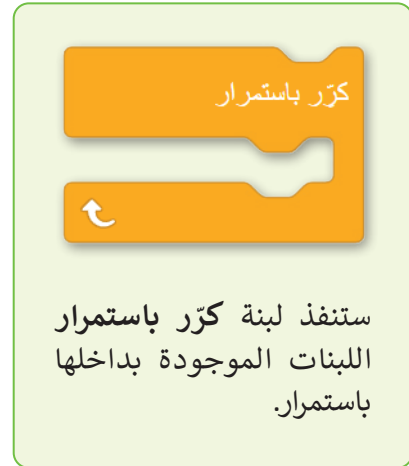 كرّر باستمرار
ستنفذ لبنة كرّر باستمرار
اللبنات الموجودة بداخلها
باستمرار.